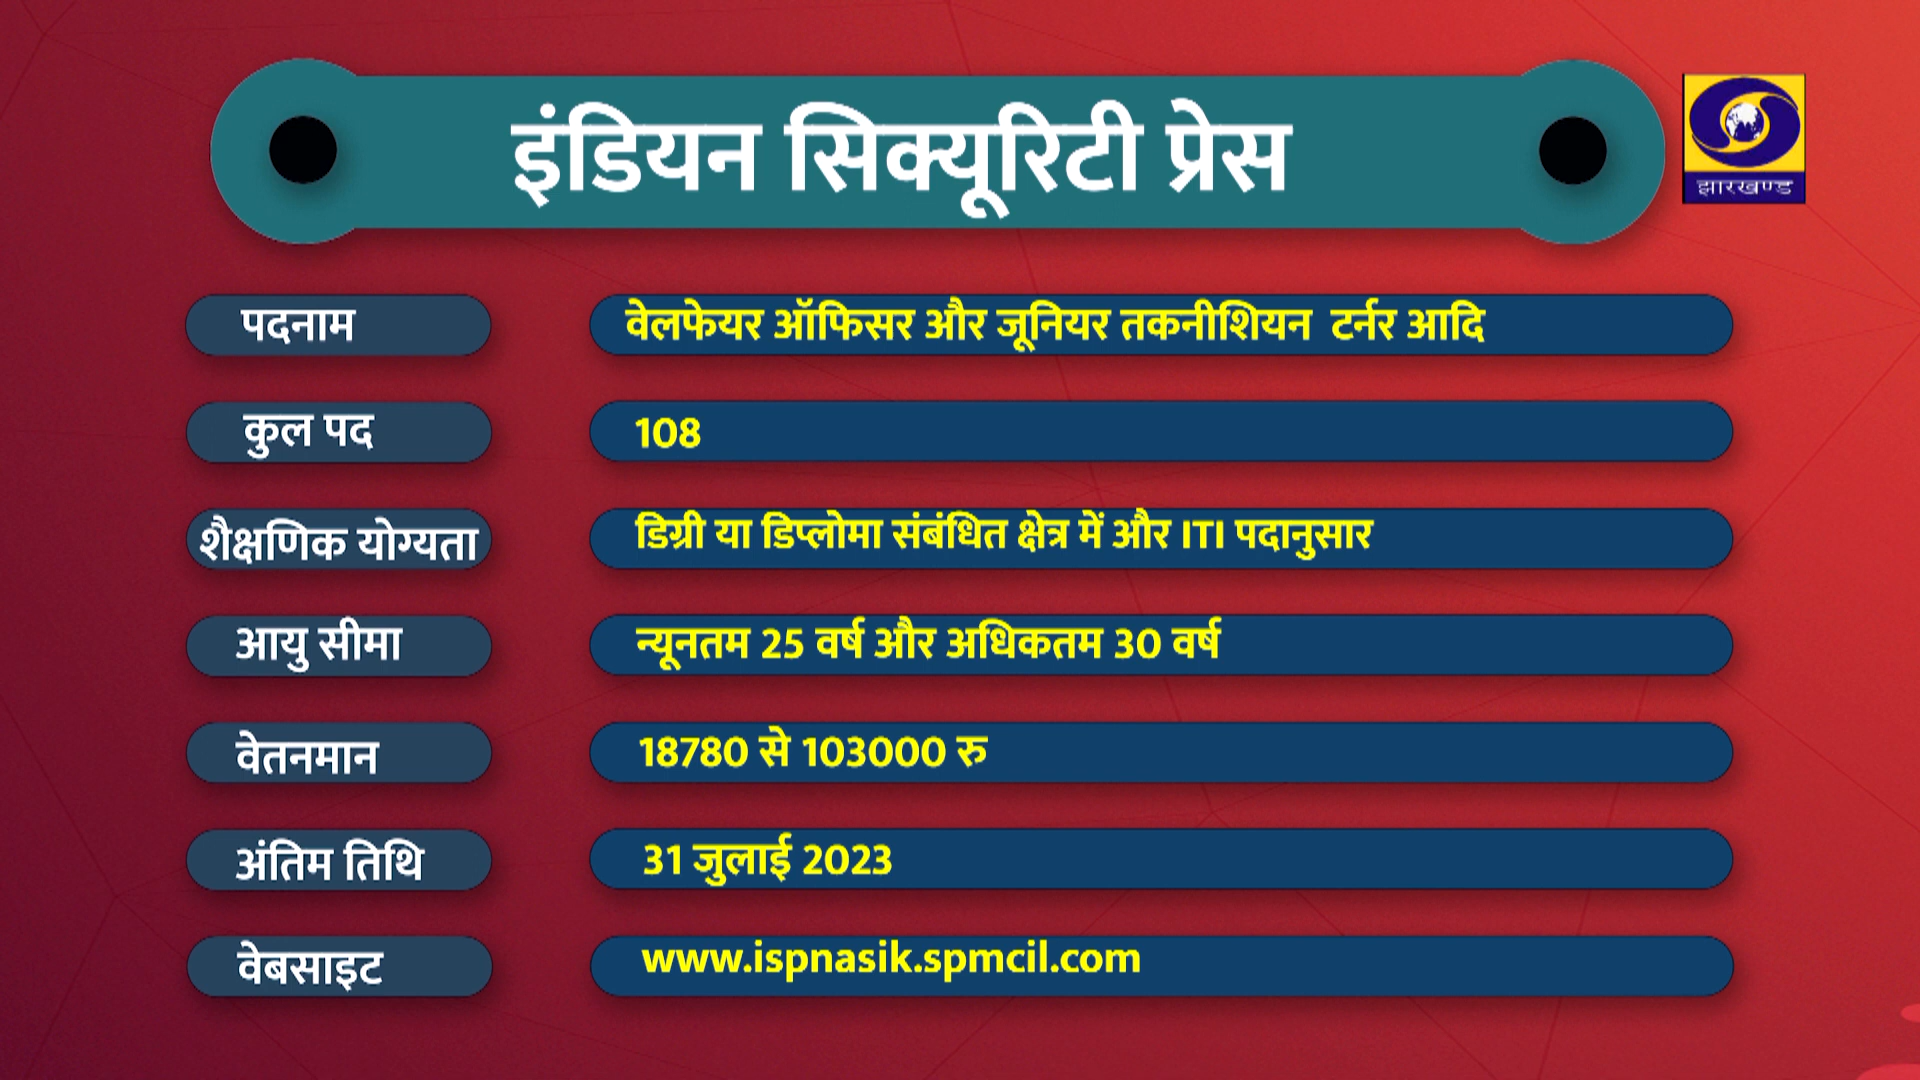 इंडियन सिक्यूरिटी प्रेस
झारखण्ड
पदनाम
वेलफेयर ऑफिसर और जूनियर तकनीशियन टर्नर आदि
कुल पद
108
शैक्षणिक योग्यता
डिग्री या डिप्लोमा संबंधित क्षेत्र में और ITI पदानुसार
आयु सीमा
न्यूनतम 25 वर्ष और अधिकतम 30 वर्ष
वेतनमान
18780 से 103000 रु
अंतिम तिथि
31 जुलाई 2023
वेबसाइट
www.ispnasik.spmcil.com